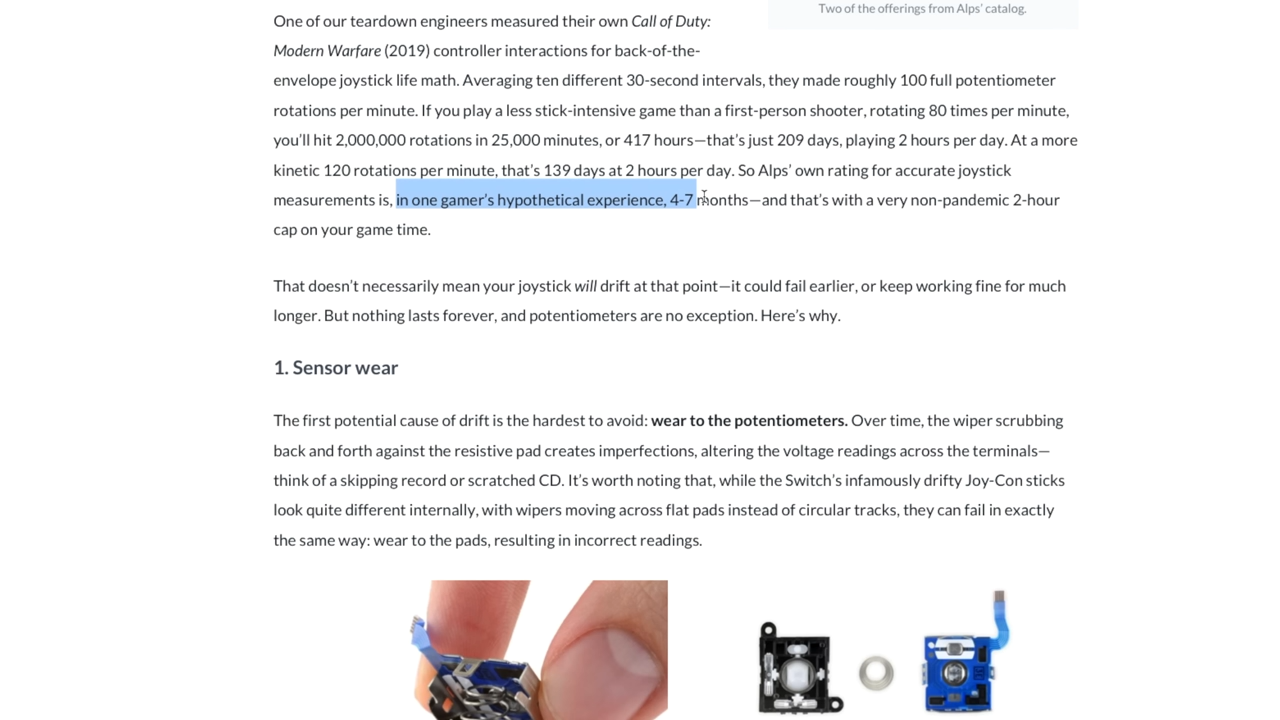 Two of the offerings from Alps’ catalog.
One of our teardown engineers measured their own Call of Duty:
Modern Warfare (2019) controller interactions for back-of-the-
envelope joystick life math. Averaging ten different 30-second intervals, they made roughly 100 full potentiometer
rotations per minute. If you play a less stick-intensive game than a first-person shooter, rotating 80 times per minute,
you’ll hit 2,000,000 rotations in 25,000 minutes, or 417 hours—that’s just 209 days, playing 2 hours per day. At a more
kinetic 120 rotations per minute, that’s 139 days at 2 hours per day. So Alps’ own rating for accurate joystick
measurements is, in one gamer’s hypothetical experience, 4-7 months—and that’s with a very non-pandemic 2-hour
cap on your game time.
That doesn’t necessarily mean your joystick will drift at that point—it could fail earlier, or keep working fine for much
longer. But nothing lasts forever, and potentiometers are no exception. Here’s why.
1. Sensor wear
The first potential cause of drift is the hardest to avoid: wear to the potentiometers. Over time, the wiper scrubbing
back and forth against the resistive pad creates imperfections, altering the voltage readings across the terminals—
think of a skipping record or scratched CD. It’s worth noting that, while the Switch’s infamously drifty Joy-Con sticks
look quite different internally, with wipers moving across flat pads instead of circular tracks, they can fail in exactly
the same way: wear to the pads, resulting in incorrect readings.